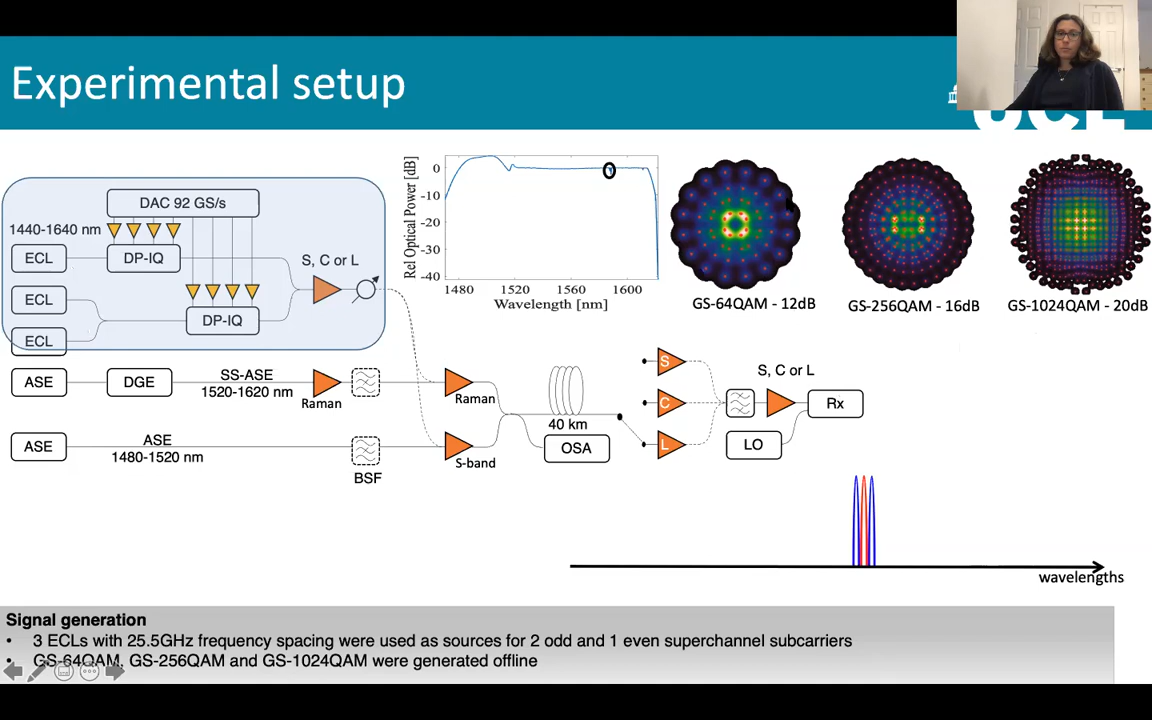 Experimental setup
UCL
DAC 92 GS/s
1440-1640 nm
ECL
DP-IQ
S, C or L
ECL
DP-IQ
ECL
ASE
DGE
SS-ASE
1520-1620 nm
Raman
Raman
ASE
ASE
1480-1520 nm
BSF
S-band
Rel Optical Power [dB]
0
-10
-20
-30
-40
1480
1520
1560
1600
Wavelength [nm]
GS-64QAM - 12dB
GS-256QAM - 16dB
GS-1024QAM - 20dB
40 km
OSA
S
C
L
S, C or L
Rx
LO
wavelengths
Signal generation
• 3 ECLs with 25.5GHz frequency spacing were used as sources for 2 odd and 1 even superchannel subcarriers
• GS-64QAM, GS-256QAM and GS-1024QAM were generated offline